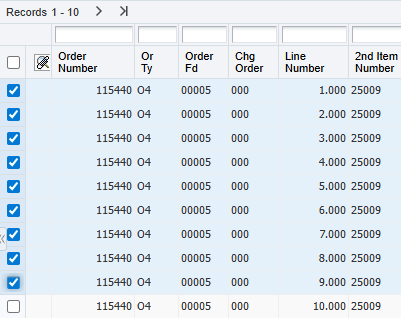 Records 1 - 10
Order Number Or Ty Order Fd Chg Order Line Number 2nd Item Number
115440 O4 00005 000 1.000 25009
115440 O4 00005 000 2.000 25009
115440 O4 00005 000 3.000 25009
115440 O4 00005 000 4.000 25009
115440 O4 00005 000 5.000 25009
115440 O4 00005 000 6.000 25009
115440 O4 00005 000 7.000 25009
115440 O4 00005 000 8.000 25009
115440 O4 00005 000 9.000 25009
115440 O4 00005 000 10.000 25009